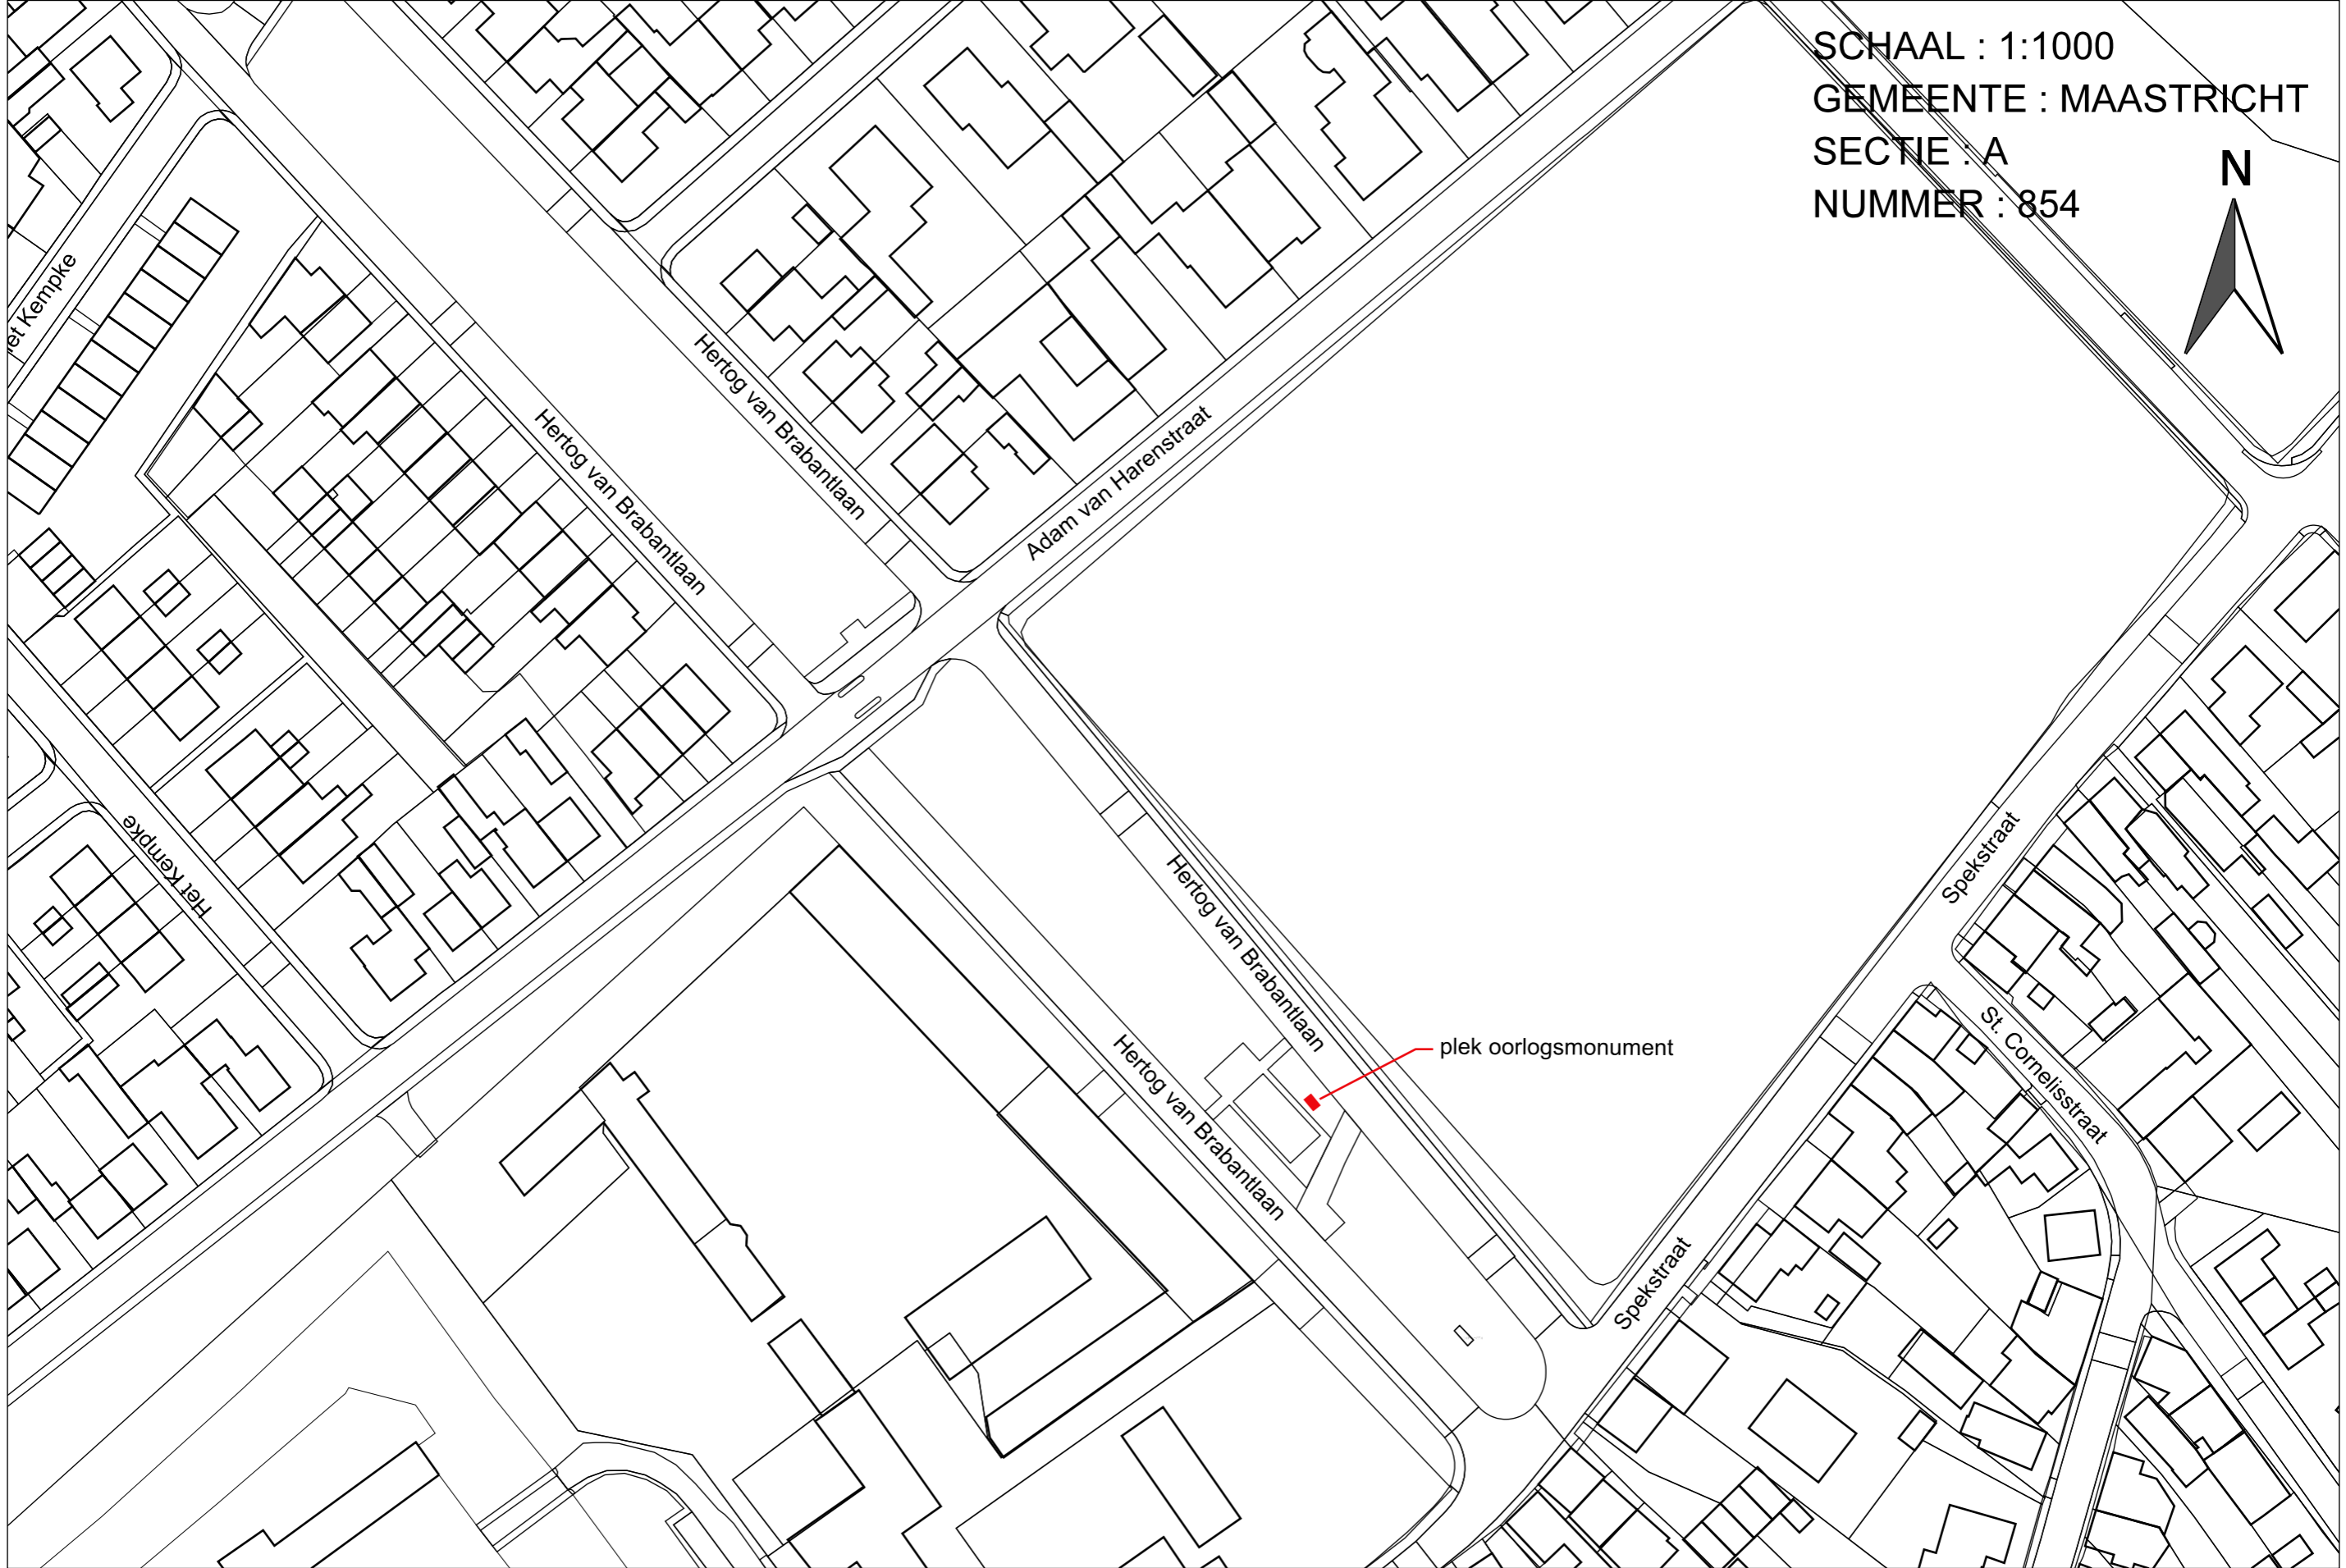 SCHAAL : 1:1000
GEMEENTE : MAASTRICHT
SECTIE : A
NUMMER : 854
N
et Kempke
Hertog van Brabantlaan
Hertog van Brabantlaan
Adam van Harenstraat
Het Kempke
Hertog van Brabantlaan
Spekstraat
St. Cornelisstraat
plek oorlogsmonument
Hertog van Brabantlaan
Spekstraat